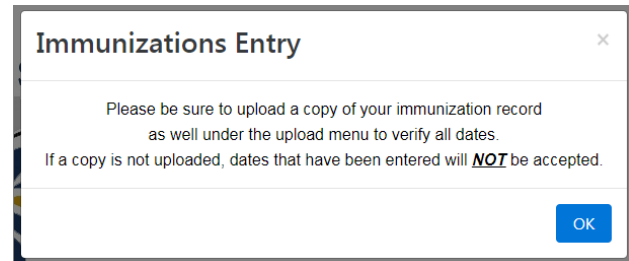 Immunizations Entry
×
Please be sure to upload a copy of your immunization record
as well under the upload menu to verify all dates.
If a copy is not uploaded, dates that have been entered will NOT be accepted.
OK